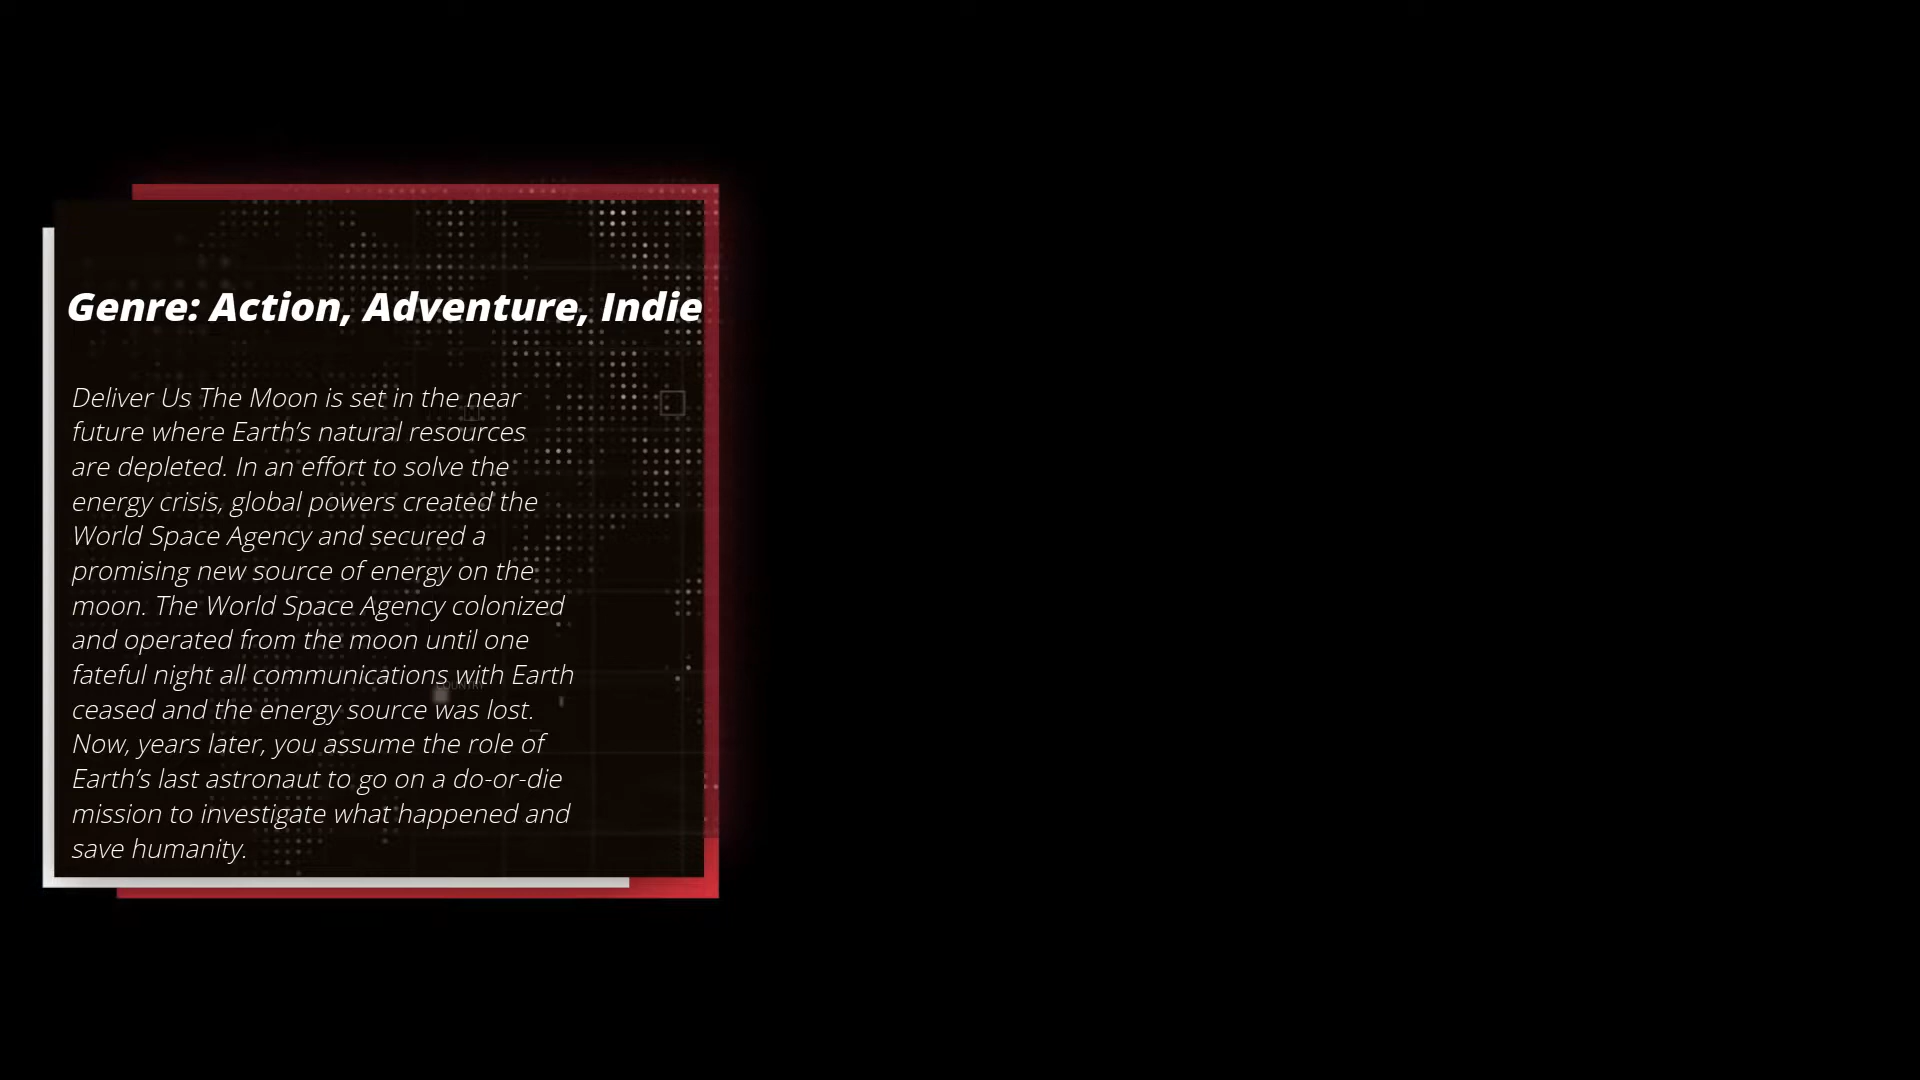 Genre: Action, Adventure, Indie
Deliver Us The Moon is set in the near
future where Earth’s natural resources
are depleted. In an effort to solve the
energy crisis, global powers created the
World Space Agency and secured a
promising new source of energy on the
moon. The World Space Agency colonized
and operated from the moon until one
fateful night all communications with Earth
COUNTRY
ceased and the energy source was lost.
Now, years later, you assume the role of
Earth’s last astronaut to go on a do-or-die
mission to investigate what happened and
save humanity.